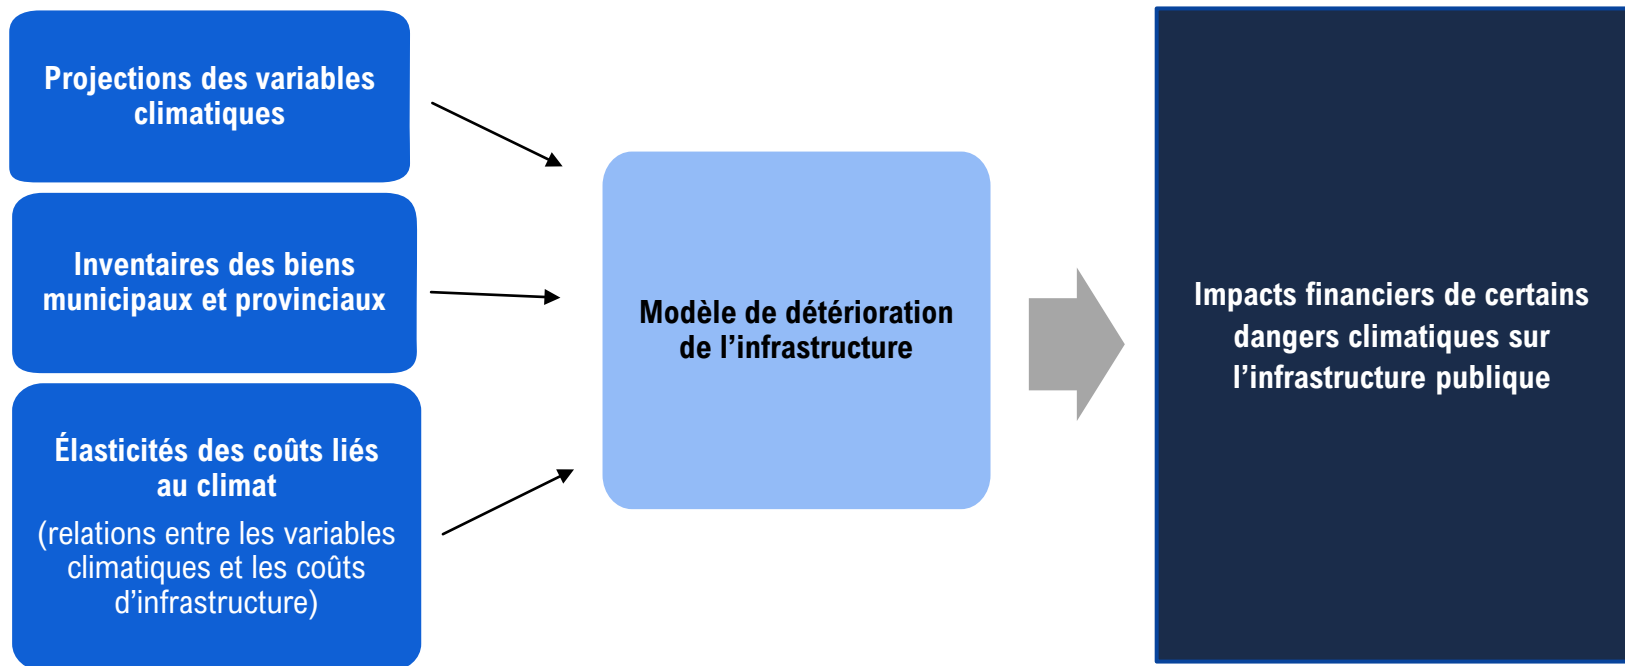 Projections des variables
climatiques
Inventaires des biens
municipaux et provinciaux
Élasticités des coûts liés
au climat
(relations entre les variables
climatiques et les coûts
d’infrastructure)
Modèle de détérioration
de l’infrastructure
Impacts financiers de certains
dangers climatiques sur
l’infrastructure publique